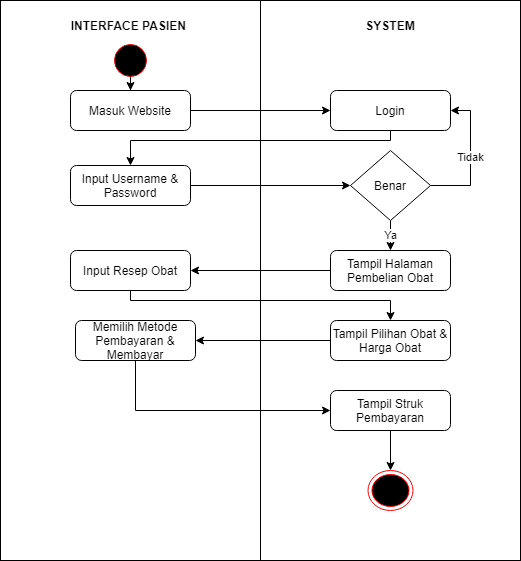 INTERFACE PASIEN
SYSTEM
Masuk Website
Login
Tidak
Input Username &
Password
Benar
Ya
Input Resep Obat
Tampil Halaman
Pembelian Obat
Memilih Metode
Pembayaran &
Membayar
Tampil Pilihan Obat &
Harga Obat
Tampil Struk
Pembayaran